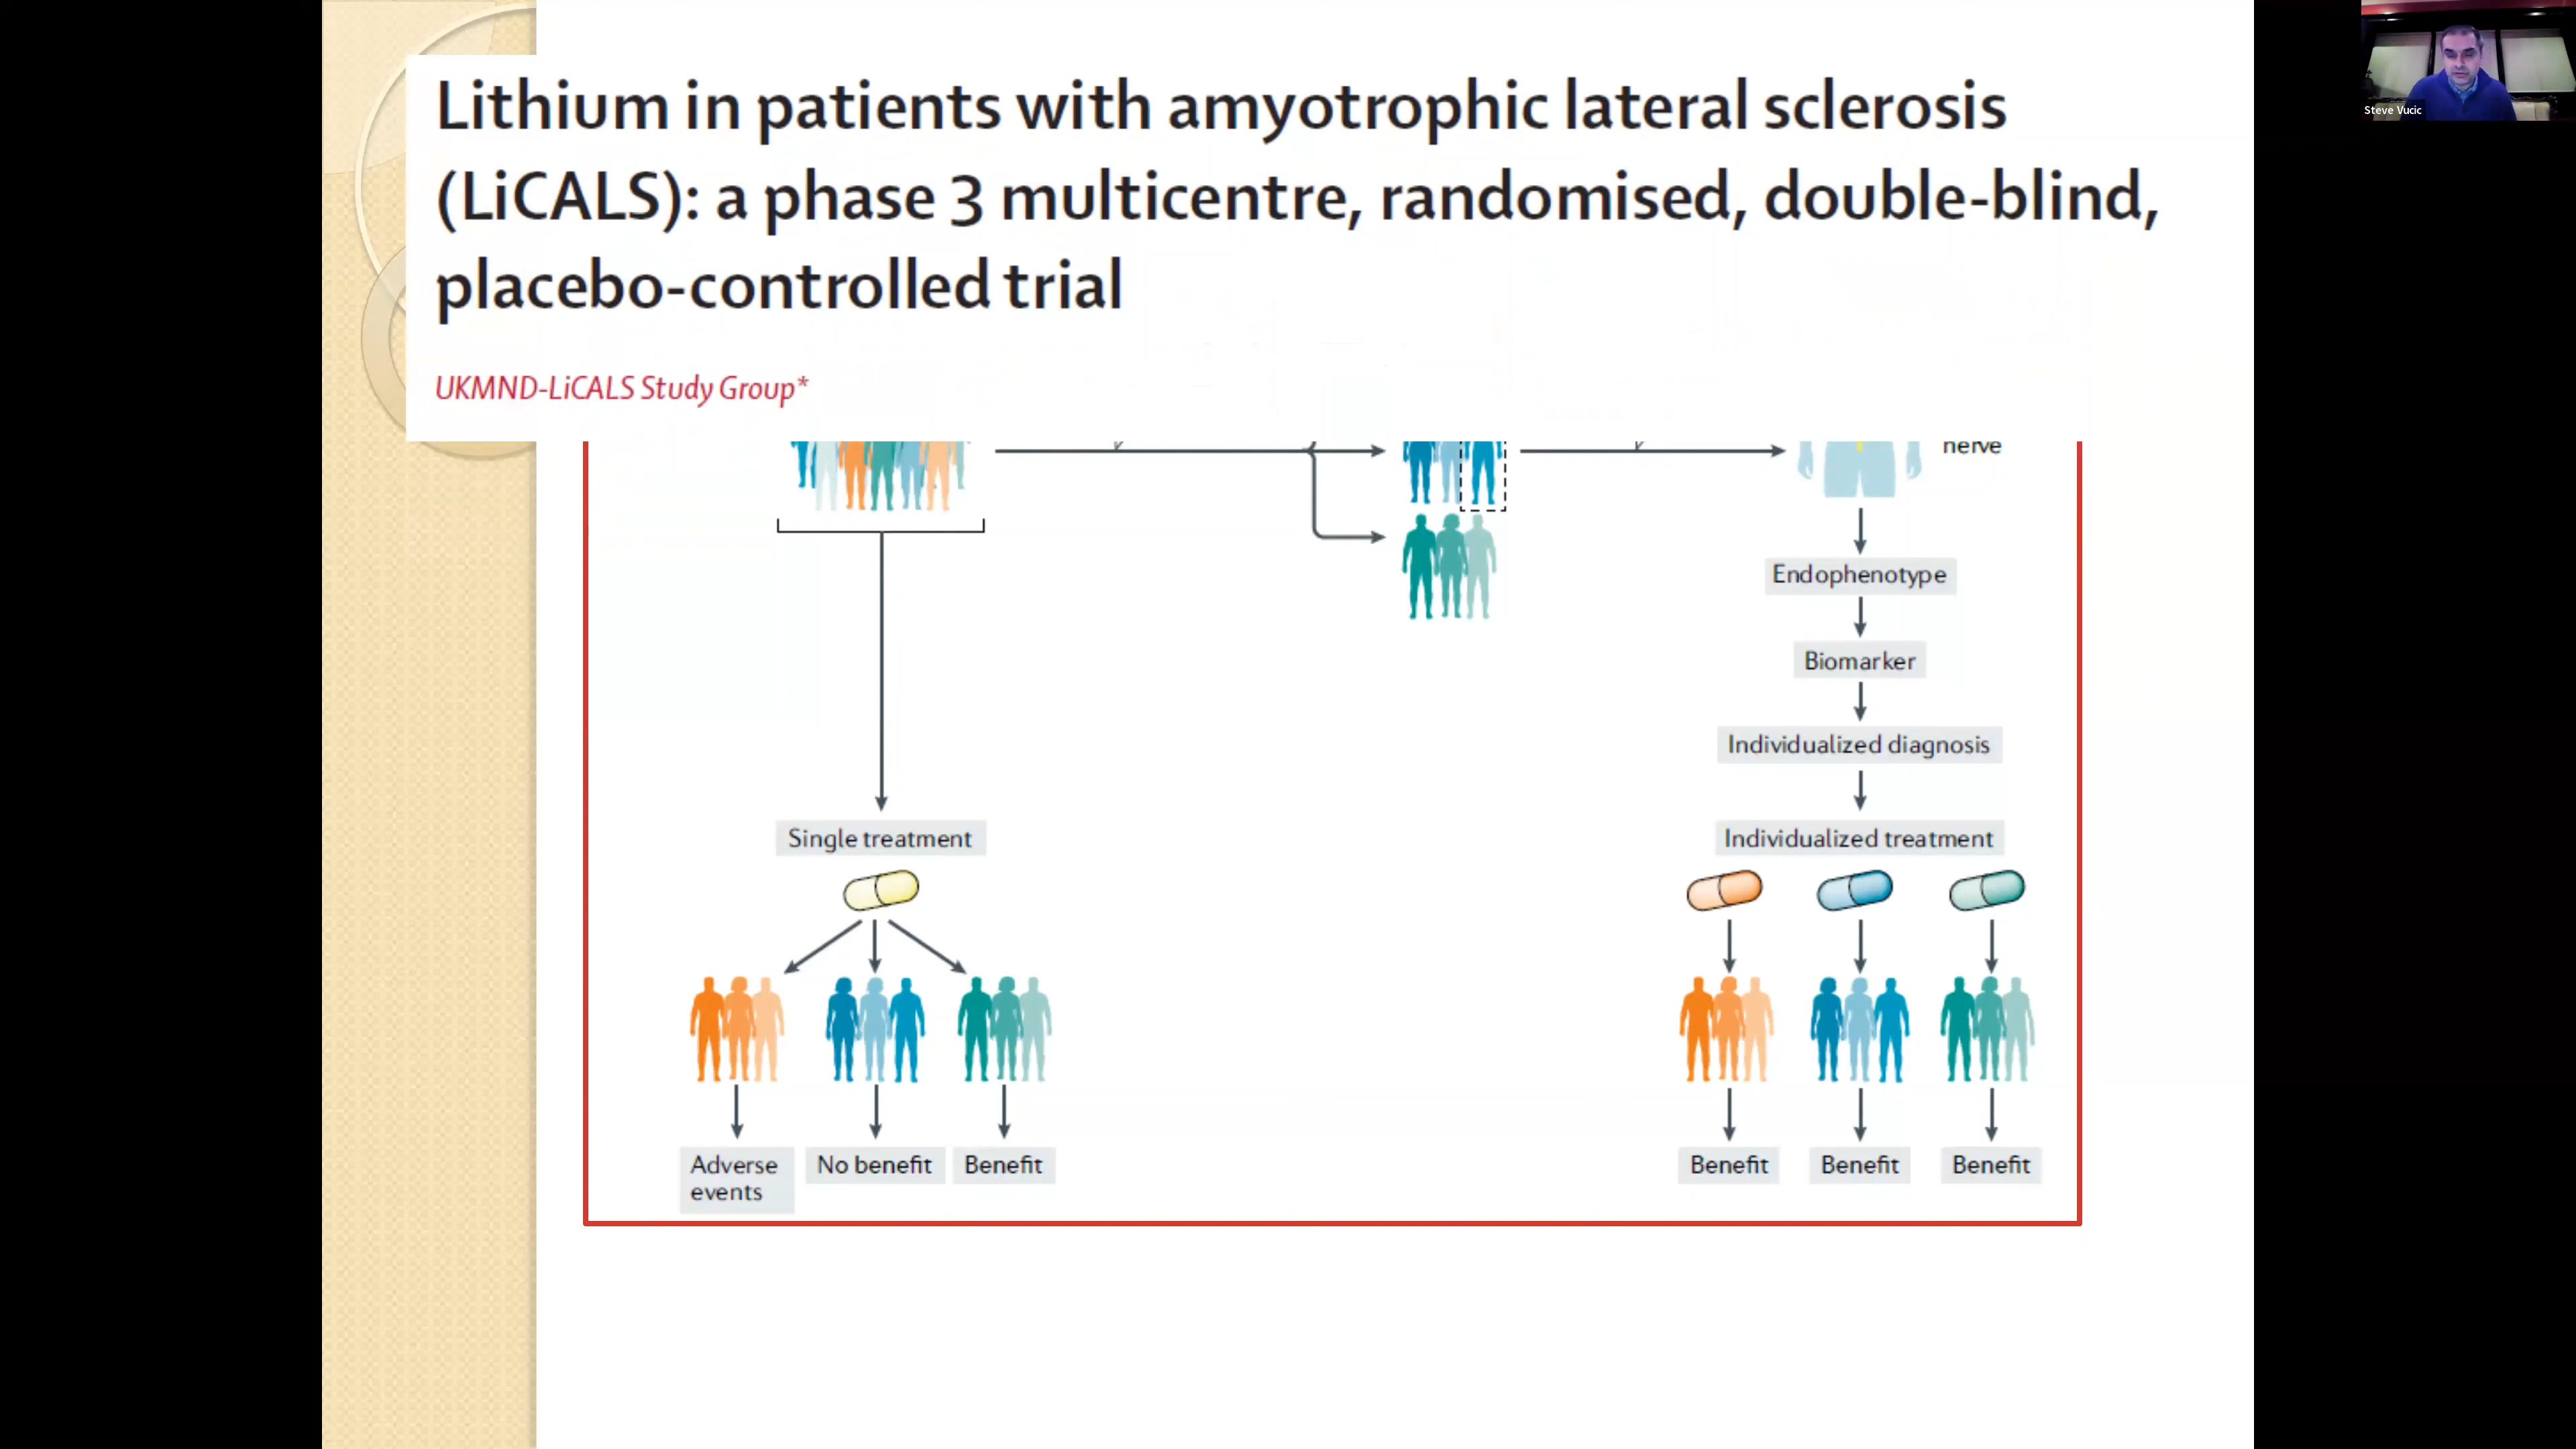 Lithium in patients with amyotrophic lateral sclerosis
(LiCALS): a phase 3 multicentre, randomised, double-blind,
placebo-controlled trial
UKMND-LiCALS Study Group*
Steve Vucic
nerve
Endophenotype
Biomarker
Individualized diagnosis
Single treatment
Individualized treatment
Adverse
events
No benefit
Benefit
Benefit
Benefit
Benefit